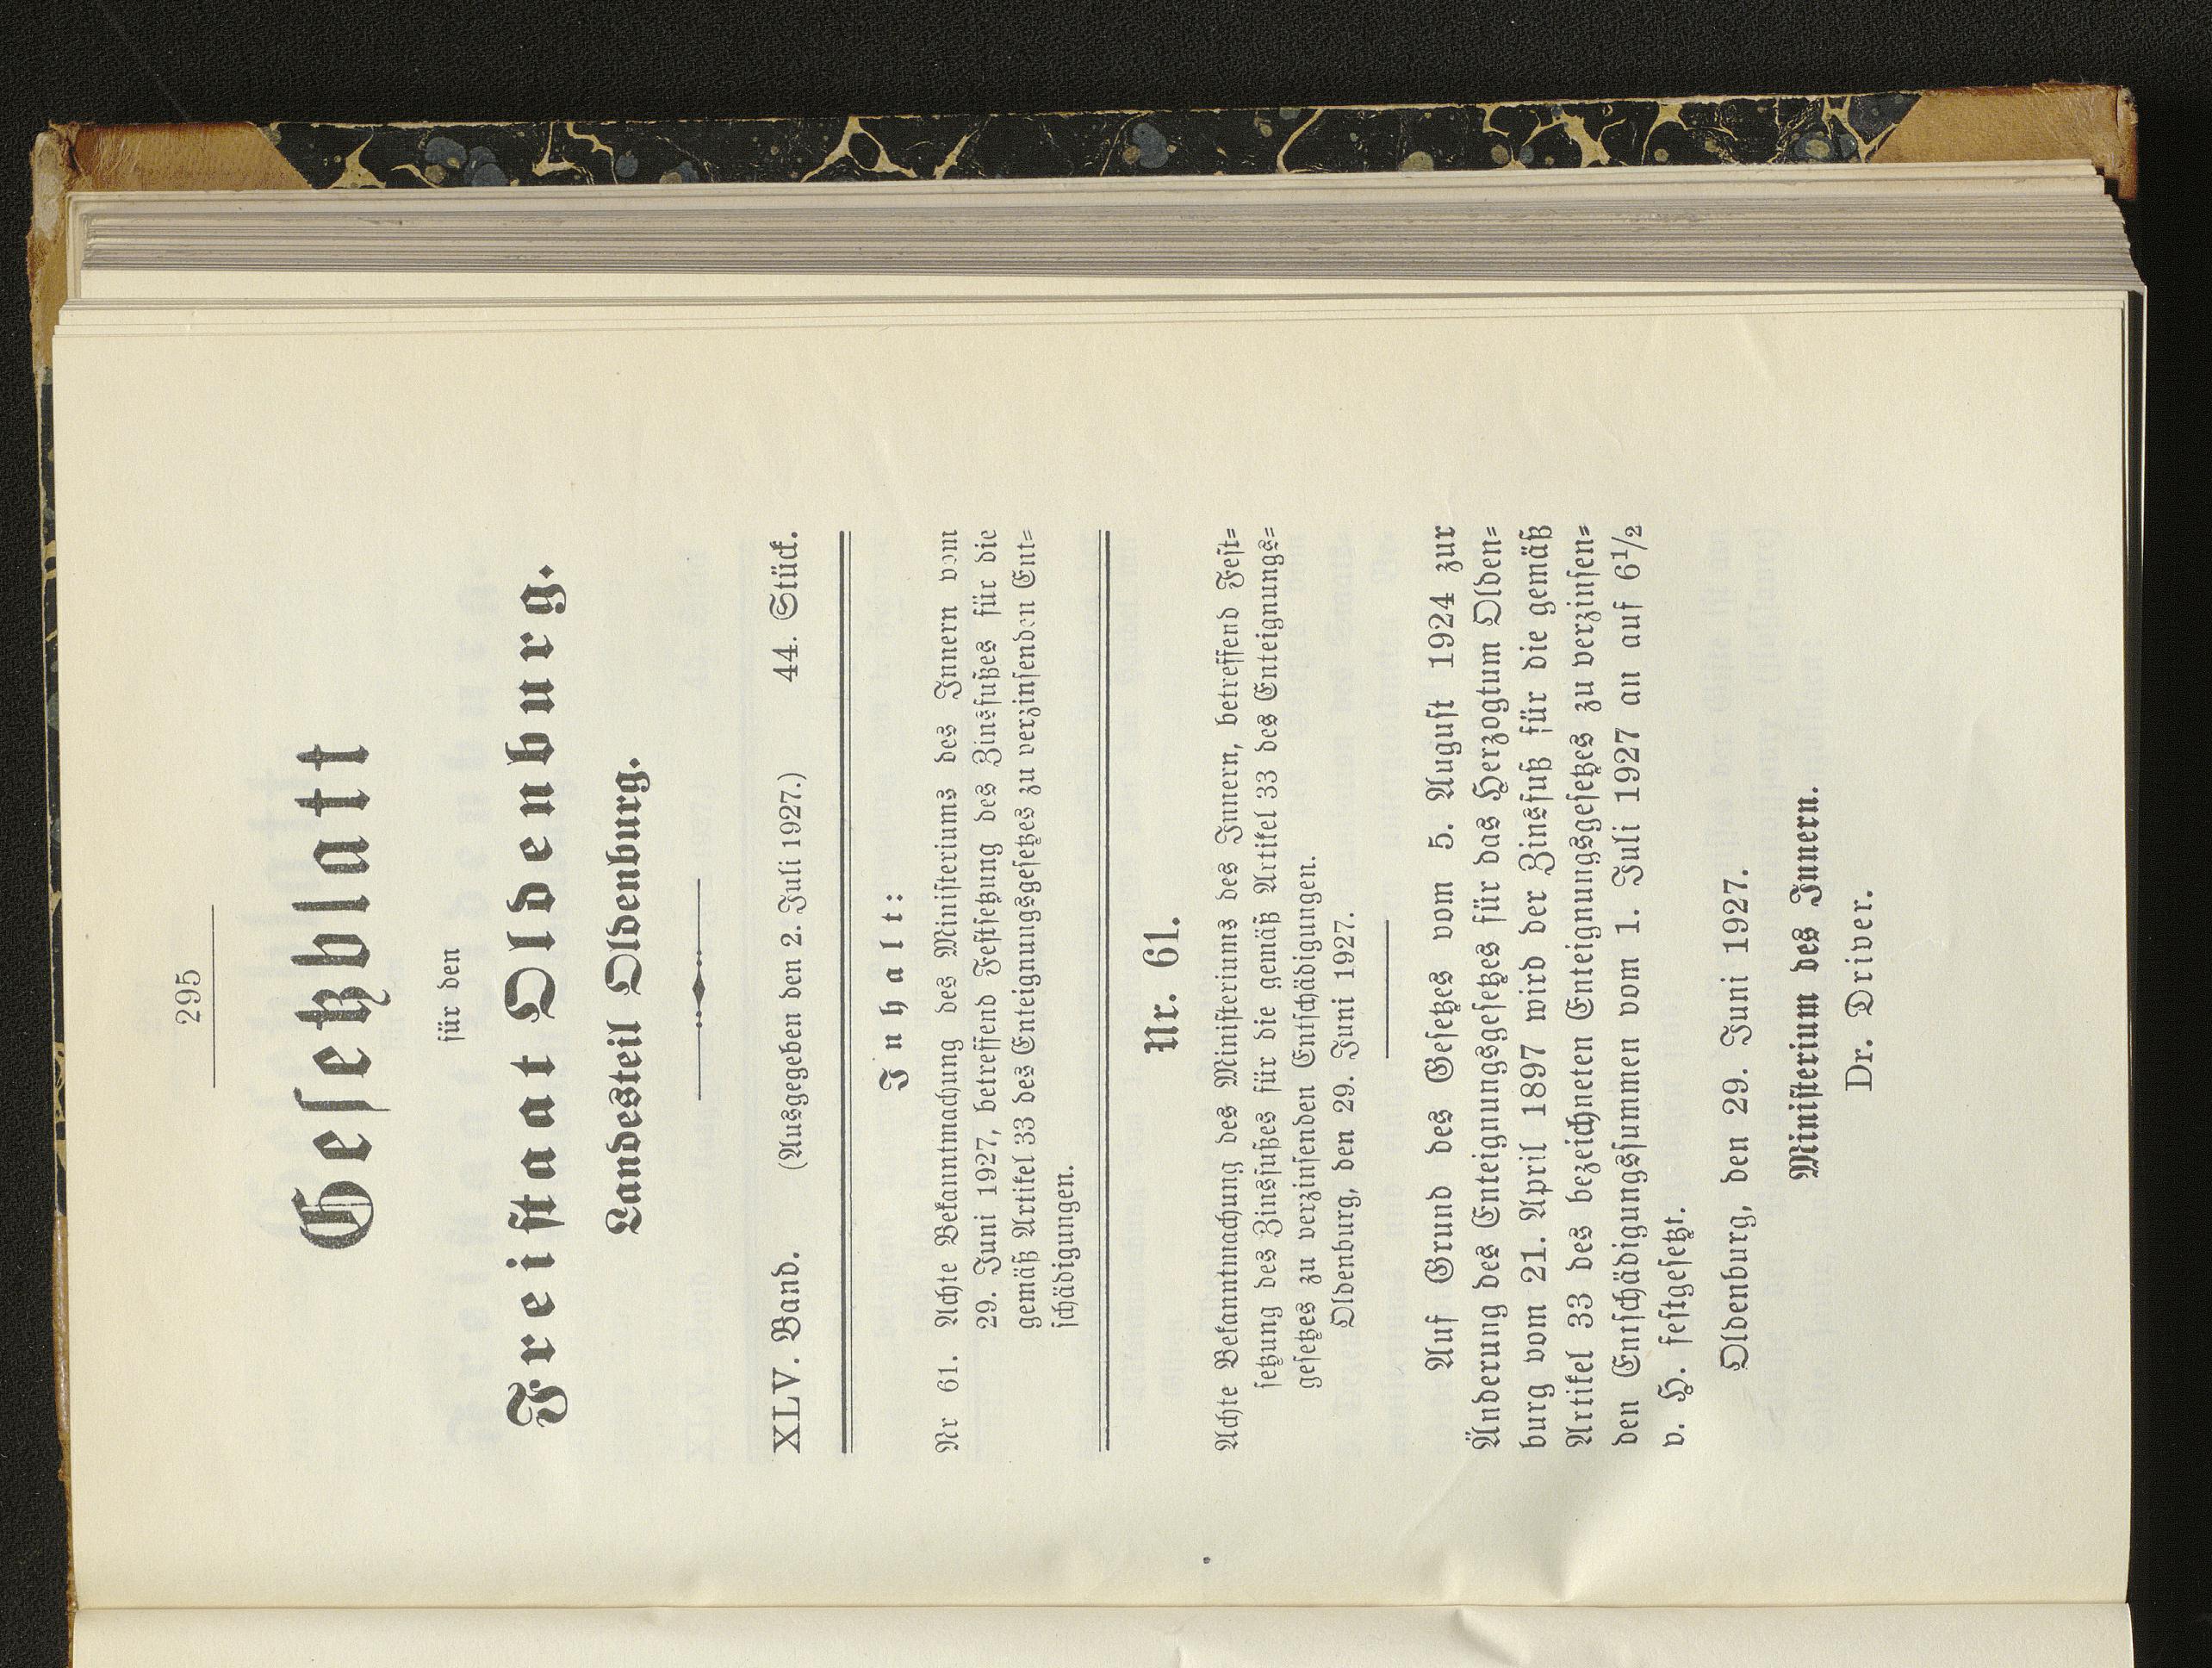 295
Gesetzblatt
für den
Freistaat Oldenburg.
Landesteil Oldenburg.
XLV. Band. (Ausgegeben den 2. Juli 1927.) 44. Stück.
Inhalt:
Nr 61. Achte Bekanntmachung des Ministeriums des Innern vom
29. Juni 1927, betreffend Festsetzung des Zinsfußes für die
gemäß Artikel 33 des Enteignungsgesetzes zu verzinsenden Ent=
schädigungen.
Nr. 61.
Achte Bekanntmachung des Ministeriums des Innern, betreffend Fest=
setzung des Zinsfußes für die gemäß Artikel 33 des Enteignungs=
gesetzes zu verzinsenden Entschädigungen.
Oldenburg, den 29. Juni 1927.
Auf Grund des Gesetzes vom 5. August 1924 zur
Änderung des Enteignungsgesetzes für das Herzogtum Olden=
burg vom 21. April 1897 wird der Zinsfuß für die gemäß
Artikel 33 des bezeichneten Enteignungsgesetzes zu verzinsen=
den Entschädigungssummen vom 1. Juli 1927 an auf 6½
v. H. festgesetzt.
Oldenburg, den 29. Juni 1927.
Ministerium des Innern.
Dr. Driver.